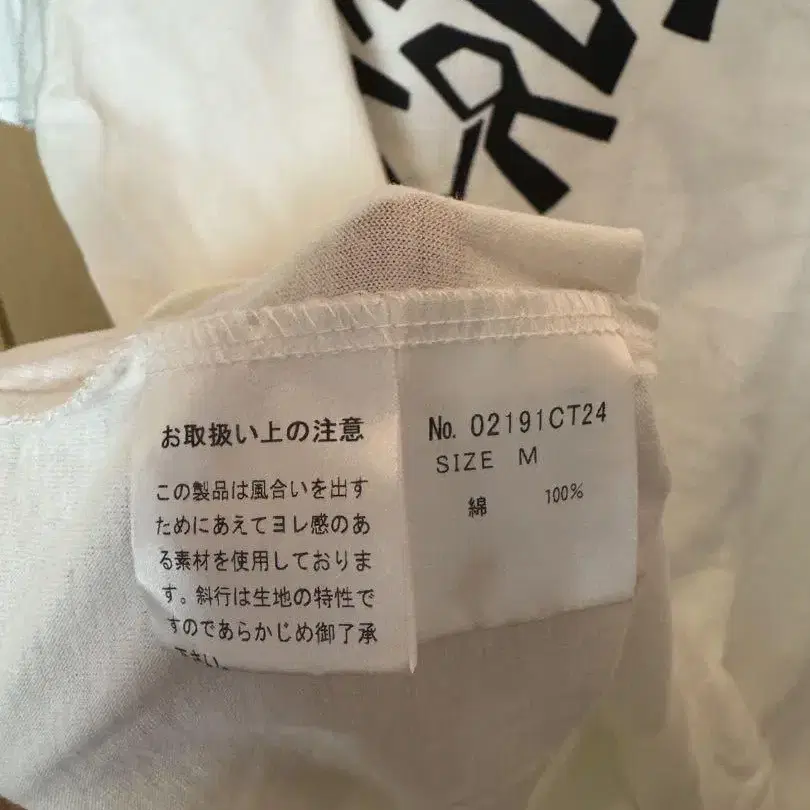 お取扱い上の注意
この製品は風合いを出す
ためにあえてヨレ感のあ
る素材を使用しておりま
す。斜行は生地の特性で
すのであらかじめ御了承
下さい。
No. 02191CT24
SIZE M
綿 100%